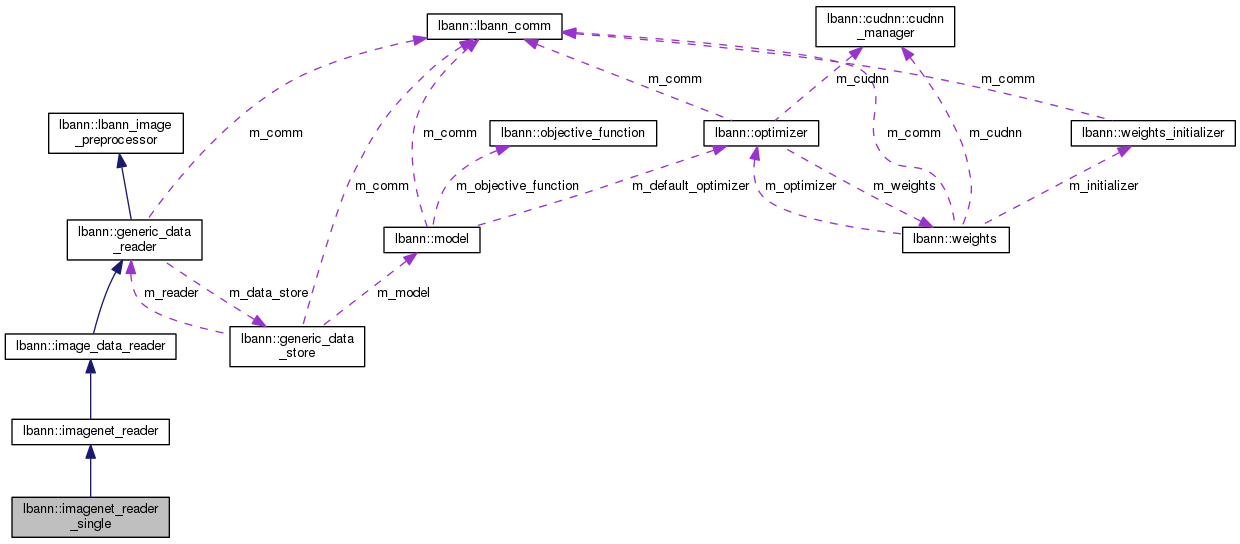 lbann::lbann_comm
lbann::cudnn::cudnn
_manager
m_comm
m_cudnn
m_comm
lbann::lbann_image
_preprocessor
m_comm
m_comm
lbann::objective_function
lbann::optimizer
m_comm
m_cudnn
lbann::weights_initializer
m_comm
m_objective_function
m_default_optimizer
m_optimizer
m_weights
m_initializer
lbann::generic_data
_reader
lbann::model
lbann::weights
m_reader
m_data_store
m_model
lbann::image_data_reader
lbann::generic_data
_store
lbann::imagenet_reader
lbann::imagenet_reader
_single